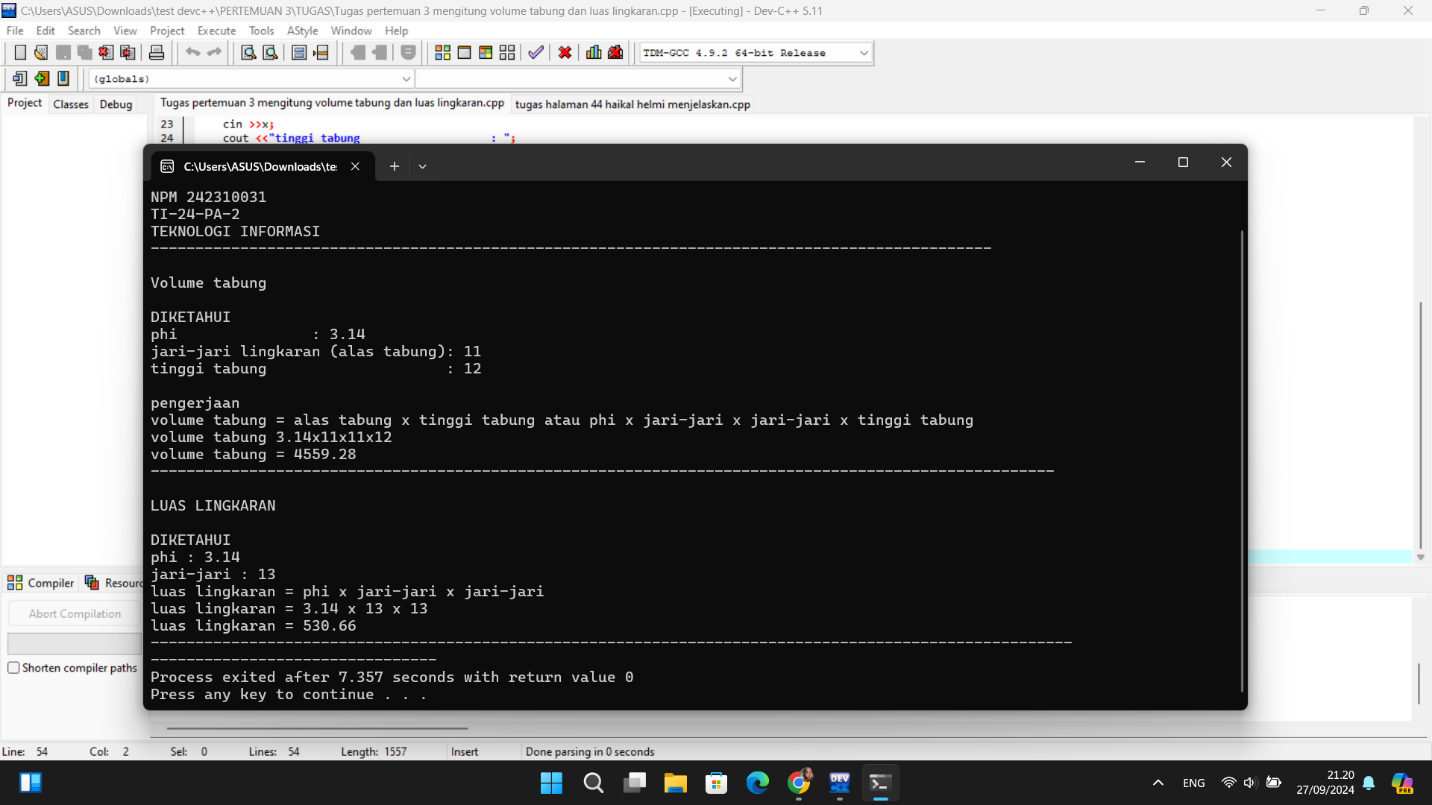 C:\Users\ASUS\Downloads\test devc++\PERTEMUAN 3\TUGAS\Tugas pertemuan 3 mengitung volume tabung dan luas lingkaran.cpp - [Executing] - Dev-C++ 5.11
File Edit Search View Project Execute Tools AStyle Window Help
TDM-GCC 4.9.2 64-bit Release
(globals)
Project Classes Debug
Tugas pertemuan 3 mengitung volume tabung dan luas lingkaran.cpp tugas halaman 44 haikal helmi menjelaskan.cpp
23 cin >>x;
24 cout <<"tinggi tabung : ";
C:\Users\ASUS\Downloads\te
NPM 242310031
TI-24-PA-2
TEKNOLOGI INFORMASI
----------------------------------------------------------------------------------------------
Volume tabung
DIKETAHUI
phi : 3.14
jari-jari lingkaran (alas tabung): 11
tinggi tabung : 12
pengerjaan
volume tabung = alas tabung x tinggi tabung atau phi x jari-jari x jari-jari x tinggi tabung
volume tabung 3.14x11x11x12
volume tabung = 4559.28
-----------------------------------------------------------------------------------------------------
LUAS LINGKARAN
DIKETAHUI
phi : 3.14
jari-jari : 13
luas lingkaran = phi x jari-jari x jari-jari
luas lingkaran = 3.14 x 13 x 13
luas lingkaran = 530.66
-------------------------------------------------------------------------------------------------------
--------------------------------
Process exited after 7.357 seconds with return value 0
Press any key to continue . . .
Compiler Resourc
Abort Compilation
Shorten compiler paths
Line: 54 Col: 2 Sel: 0 Lines: 54 Length: 1557 Insert Done parsing in 0 seconds
DEV
ENG
21.20
27/09/2024
PRE